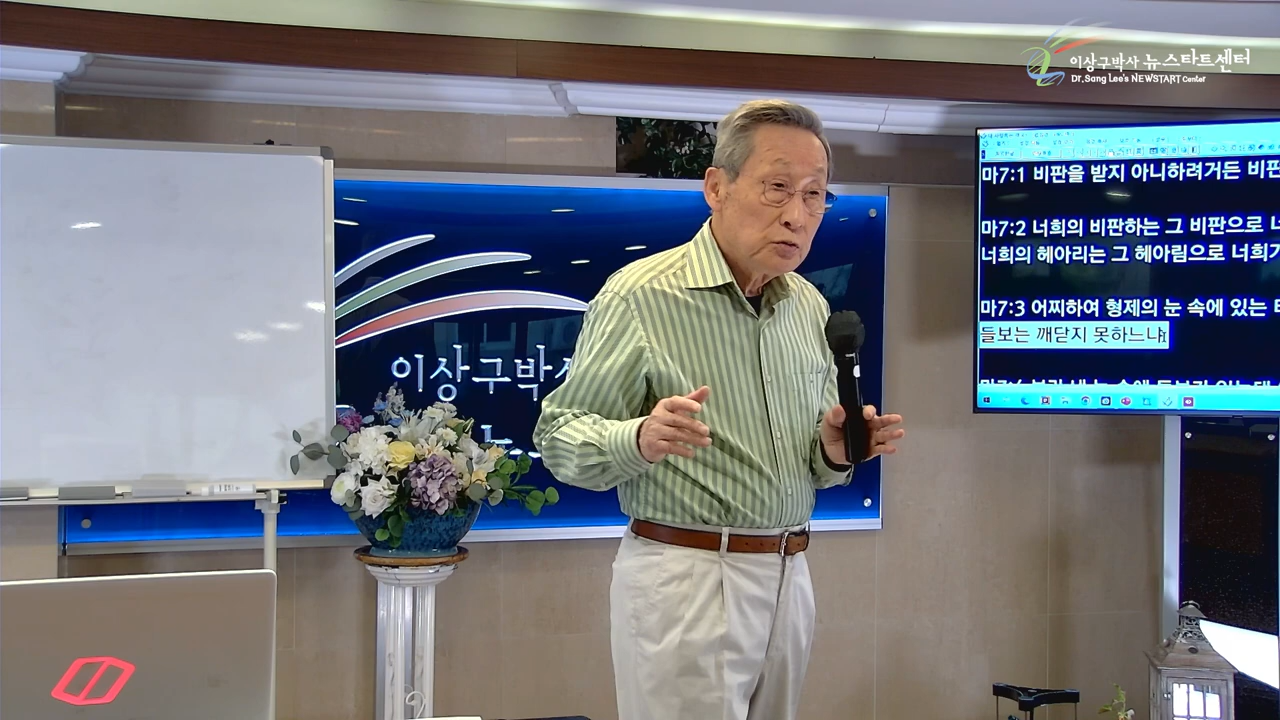 이상구박사 뉴스타트센터
Dr. Sang Lee's NEWSTART Center
마7:1 비판을 받지 아니하려거든 비판
마7:2 너희의 비판하는 그 비판으로
너희의 헤아리는 그 헤아림으로 너희가
마7:3 어찌하여 형제의 눈 속에 있는
들보는 깨닫지 못하느냐
이상구박사